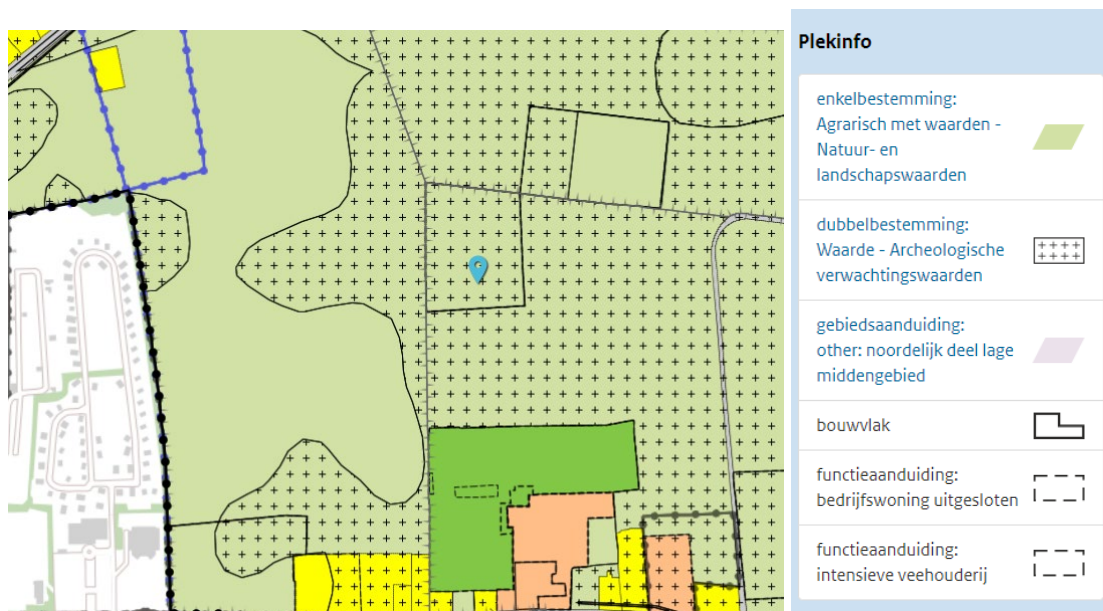 Plekinfo
enkelbestemming:
Agrarisch met waarden -
Natuur- en
landschapswaarden
dubbelbestemming:
Waarde - Archeologische
verwachtingswaarden
gebiedsaanduiding:
other: noordelijk deel lage
middengebied
bouwvlak
functieaanduiding:
bedrijfswoning uitgesloten
functieaanduiding:
intensieve veehouderij